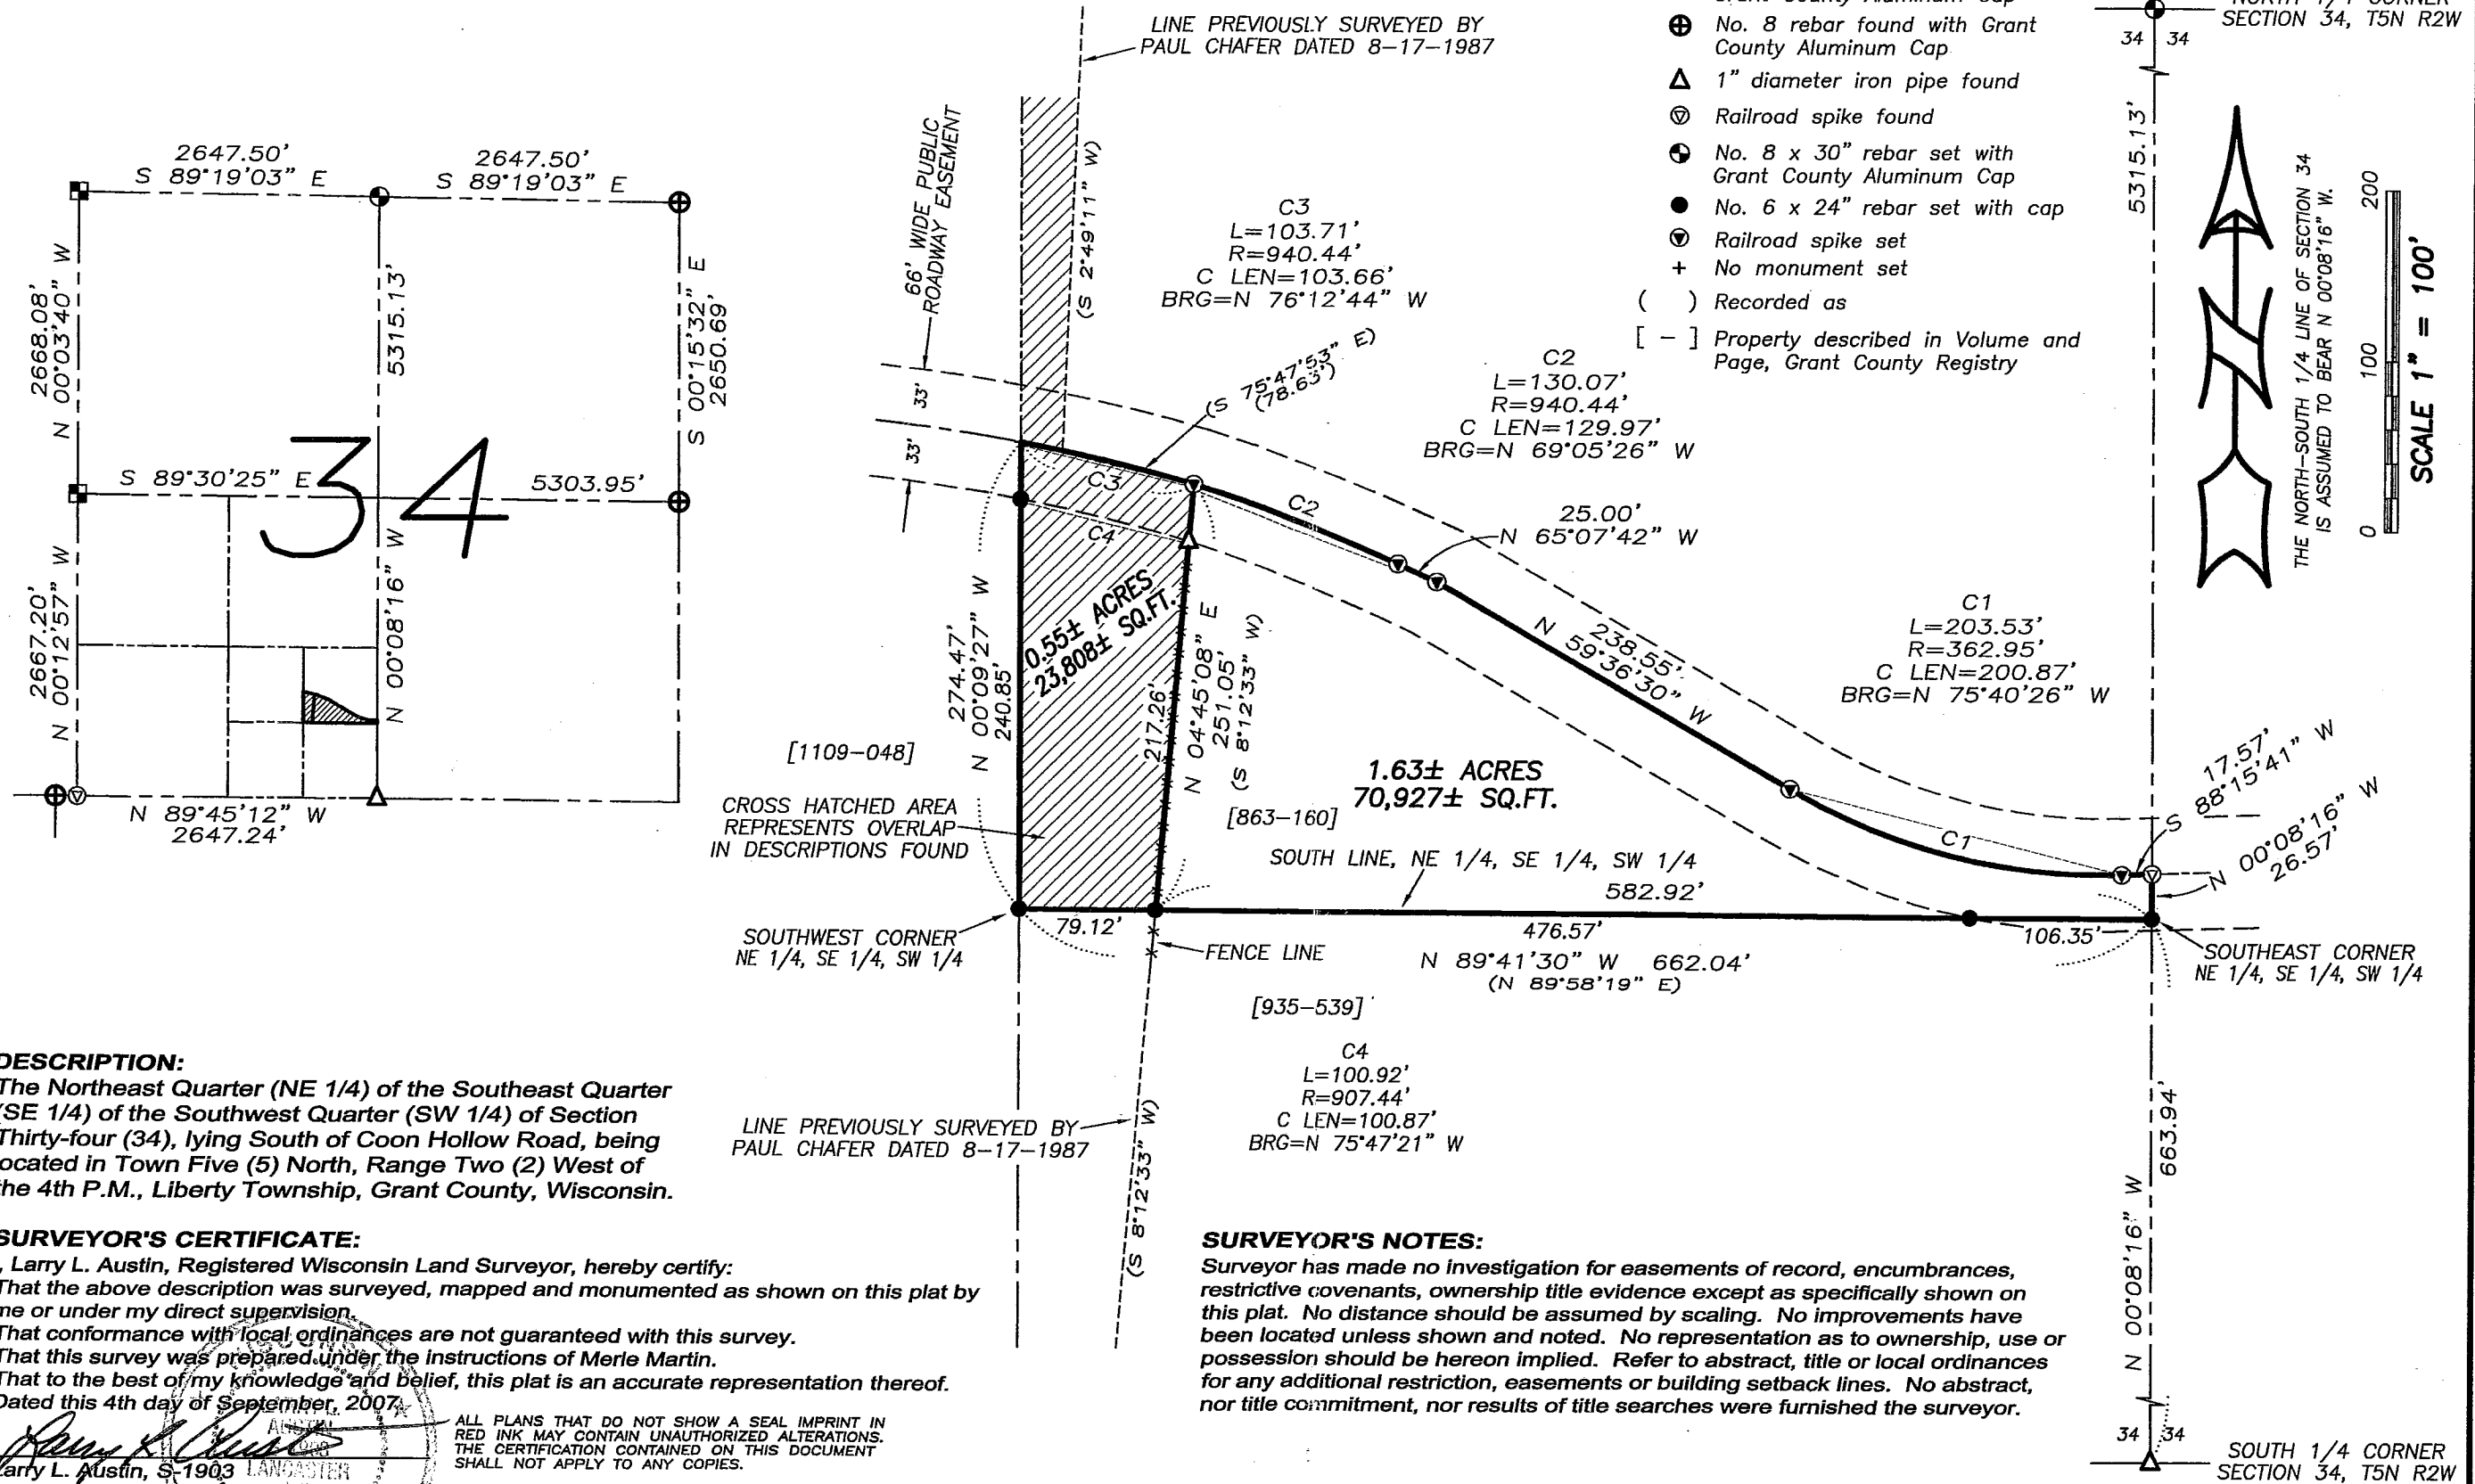 LINE PREVIOUSLY SURVEYED BY
PAUL CHAFER DATED 8-17-1987
No. 8 rebar found with Grant
County Aluminum Cap
1" diameter iron pipe found
Railroad spike found
No. 8 x 30" rebar set with
Grant County Aluminum Cap
No. 6 x 24" rebar set with cap
Railroad spike set
+ No monument set
( ) Recorded as
[ - ] Property described in Volume and
Page, Grant County Registry
SECTION 34, T5N R2W
34 34
5315.13'
THE NORTH-SOUTH 1/4 LINE OF SECTION 34
IS ASSUMED TO BEAR N 00°08'16" W.
0 100 200
SCALE 1" = 100'
2647.50'
S 89°19'03" E
2647.50'
S 89°19'03" E
2668.08'
N 00°03'40" W
5315.13'
S 00°15'32" E
2650.69'
S 89°30'25" E
5303.95'
34
2667.20'
N 00°12'57" W
N 00°08'16" W
N 89°45'12" W
2647.24'
66' WIDE PUBLIC
ROADWAY EASEMENT
(S 2°49'11" W)
33'
33'
C3
L=103.71'
R=940.44'
C LEN=103.66'
BRG=N 76°12'44" W
(S 75°47'53" E)
(78.63')
C2
L=130.07'
R=940.44'
C LEN=129.97'
BRG=N 69°05'26" W
25.00'
N 65°07'42" W
C3
C4
C2
238.55'
N 59°36'30" W
C1
L=203.53'
R=362.95'
C LEN=200.87'
BRG=N 75°40'26" W
C1
17.57'
S 88°15'41" W
N 00°08'16" W
26.57'
274.47'
N 00°09'27" W
240.85'
0.55± ACRES
23,808± SQ.FT.
217.26'
N 04°45'08" E
251.05'
(S 8°12'33" W)
[1109-048]
CROSS HATCHED AREA
REPRESENTS OVERLAP
IN DESCRIPTIONS FOUND
1.63± ACRES
70,927± SQ.FT.
[863-160]
SOUTH LINE, NE 1/4, SE 1/4, SW 1/4
582.92'
79.12'
476.57'
106.35'
SOUTHWEST CORNER
NE 1/4, SE 1/4, SW 1/4
FENCE LINE
N 89°41'30" W 662.04'
(N 89°58'19" E)
SOUTHEAST CORNER
NE 1/4, SE 1/4, SW 1/4
[935-539]
C4
L=100.92'
R=907.44'
C LEN=100.87'
BRG=N 75°47'21" W
LINE PREVIOUSLY SURVEYED BY
PAUL CHAFER DATED 8-17-1987
(S 8°12'33" W)
663.94'
N 00°08'16" W
34 34
SOUTH 1/4 CORNER
SECTION 34, T5N R2W
DESCRIPTION:
The Northeast Quarter (NE 1/4) of the Southeast Quarter
(SE 1/4) of the Southwest Quarter (SW 1/4) of Section
Thirty-four (34), lying South of Coon Hollow Road, being
located in Town Five (5) North, Range Two (2) West of
the 4th P.M., Liberty Township, Grant County, Wisconsin.
SURVEYOR'S CERTIFICATE:
, Larry L. Austin, Registered Wisconsin Land Surveyor, hereby certify:
That the above description was surveyed, mapped and monumented as shown on this plat by
me or under my direct supervision.
That conformance with local ordinances are not guaranteed with this survey.
That this survey was prepared under the instructions of Merle Martin.
That to the best of my knowledge and belief, this plat is an accurate representation thereof.
Dated this 4th day of September, 2007.
Larry L. Austin, S-1903
LANCASTER
ALL PLANS THAT DO NOT SHOW A SEAL IMPRINT IN
RED INK MAY CONTAIN UNAUTHORIZED ALTERATIONS.
THE CERTIFICATION CONTAINED ON THIS DOCUMENT
SHALL NOT APPLY TO ANY COPIES.
SURVEYOR'S NOTES:
Surveyor has made no investigation for easements of record, encumbrances,
restrictive covenants, ownership title evidence except as specifically shown on
this plat. No distance should be assumed by scaling. No improvements have
been located unless shown and noted. No representation as to ownership, use or
possession should be hereon implied. Refer to abstract, title or local ordinances
for any additional restriction, easements or building setback lines. No abstract,
nor title commitment, nor results of title searches were furnished the surveyor.